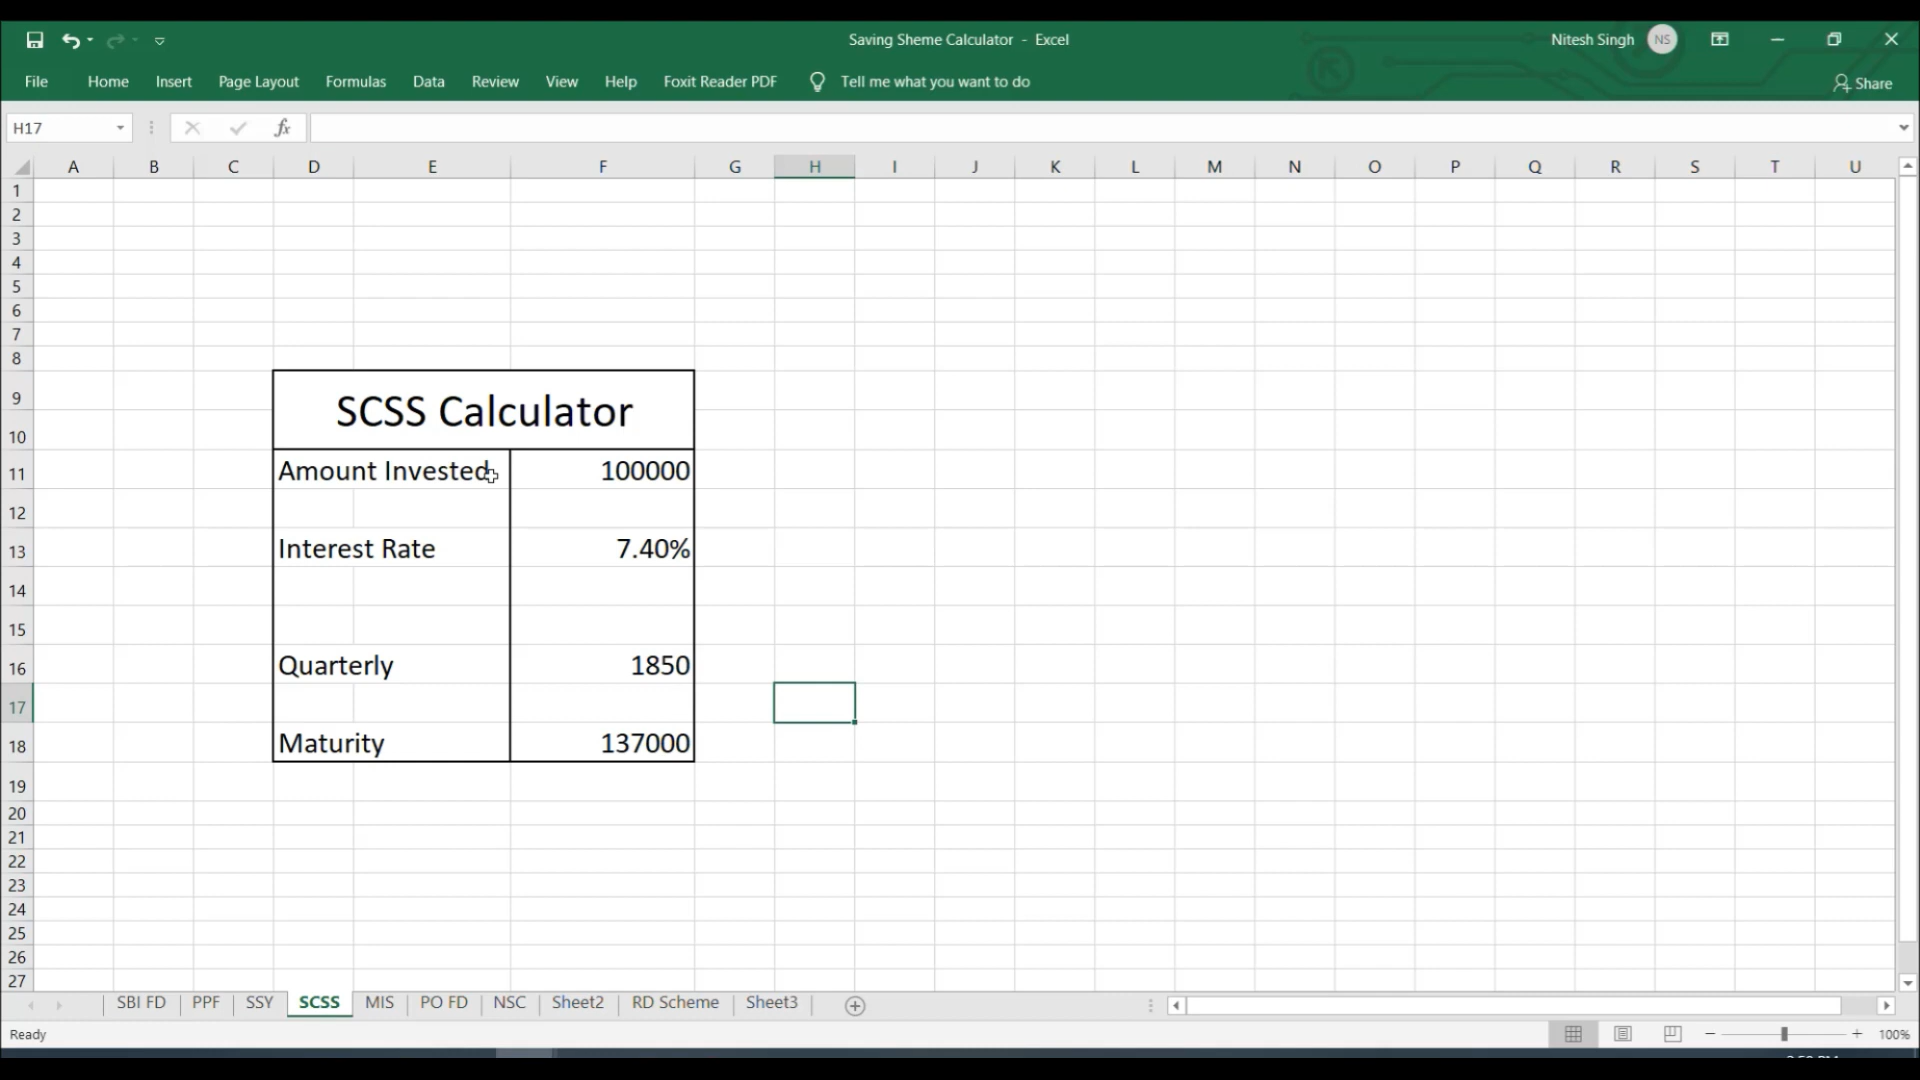 Saving Sheme Calculator - Excel
Nitesh Singh NS
File Home Insert Page Layout Formulas Data Review View Help Foxit Reader PDF Tell me what you want to do Share
H17 fx
A B C D E F G H I J K L M N O P Q R S T U
1
2
3
4
5
6
7
8
9
SCSS Calculator
10
11 Amount Invested 100000
12
13 Interest Rate 7.40%
14
15
16 Quarterly 1850
17
18 Maturity 137000
19
20
21
22
23
24
25
26
27
SBI FD PPF SSY SCSS MIS PO FD NSC Sheet2 RD Scheme Sheet3
Ready 100%